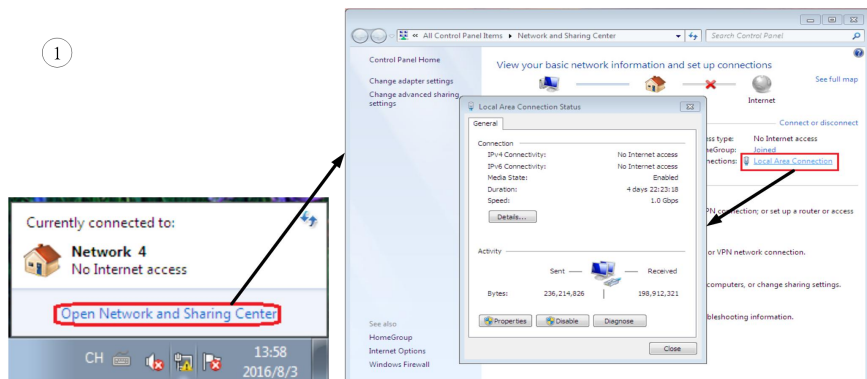 1
Currently connected to:
Network 4
No Internet access
Open Network and Sharing Center
CH
13:58
2016/8/3
« All Control Panel Items ▸ Network and Sharing Center
Search Control Panel
Control Panel Home
Change adapter settings
Change advanced sharing
settings
See also
HomeGroup
Internet Options
Windows Firewall
View your basic network information and set up connections
See full map
Internet
Connect or disconnect
ss type: No Internet access
eGroup: Joined
nections: Local Area Connection
PN connection; or set up a router or access
or VPN network connection.
computers, or change sharing settings.
bleshooting information.
Local Area Connection Status
General
Connection
IPv4 Connectivity: No Internet access
IPv6 Connectivity: No Internet access
Media State: Enabled
Duration: 4 days 22:23:18
Speed: 1.0 Gbps
Details...
Activity
Sent — Received
Bytes: 236,214,826 | 198,912,321
Properties Disable Diagnose
Close